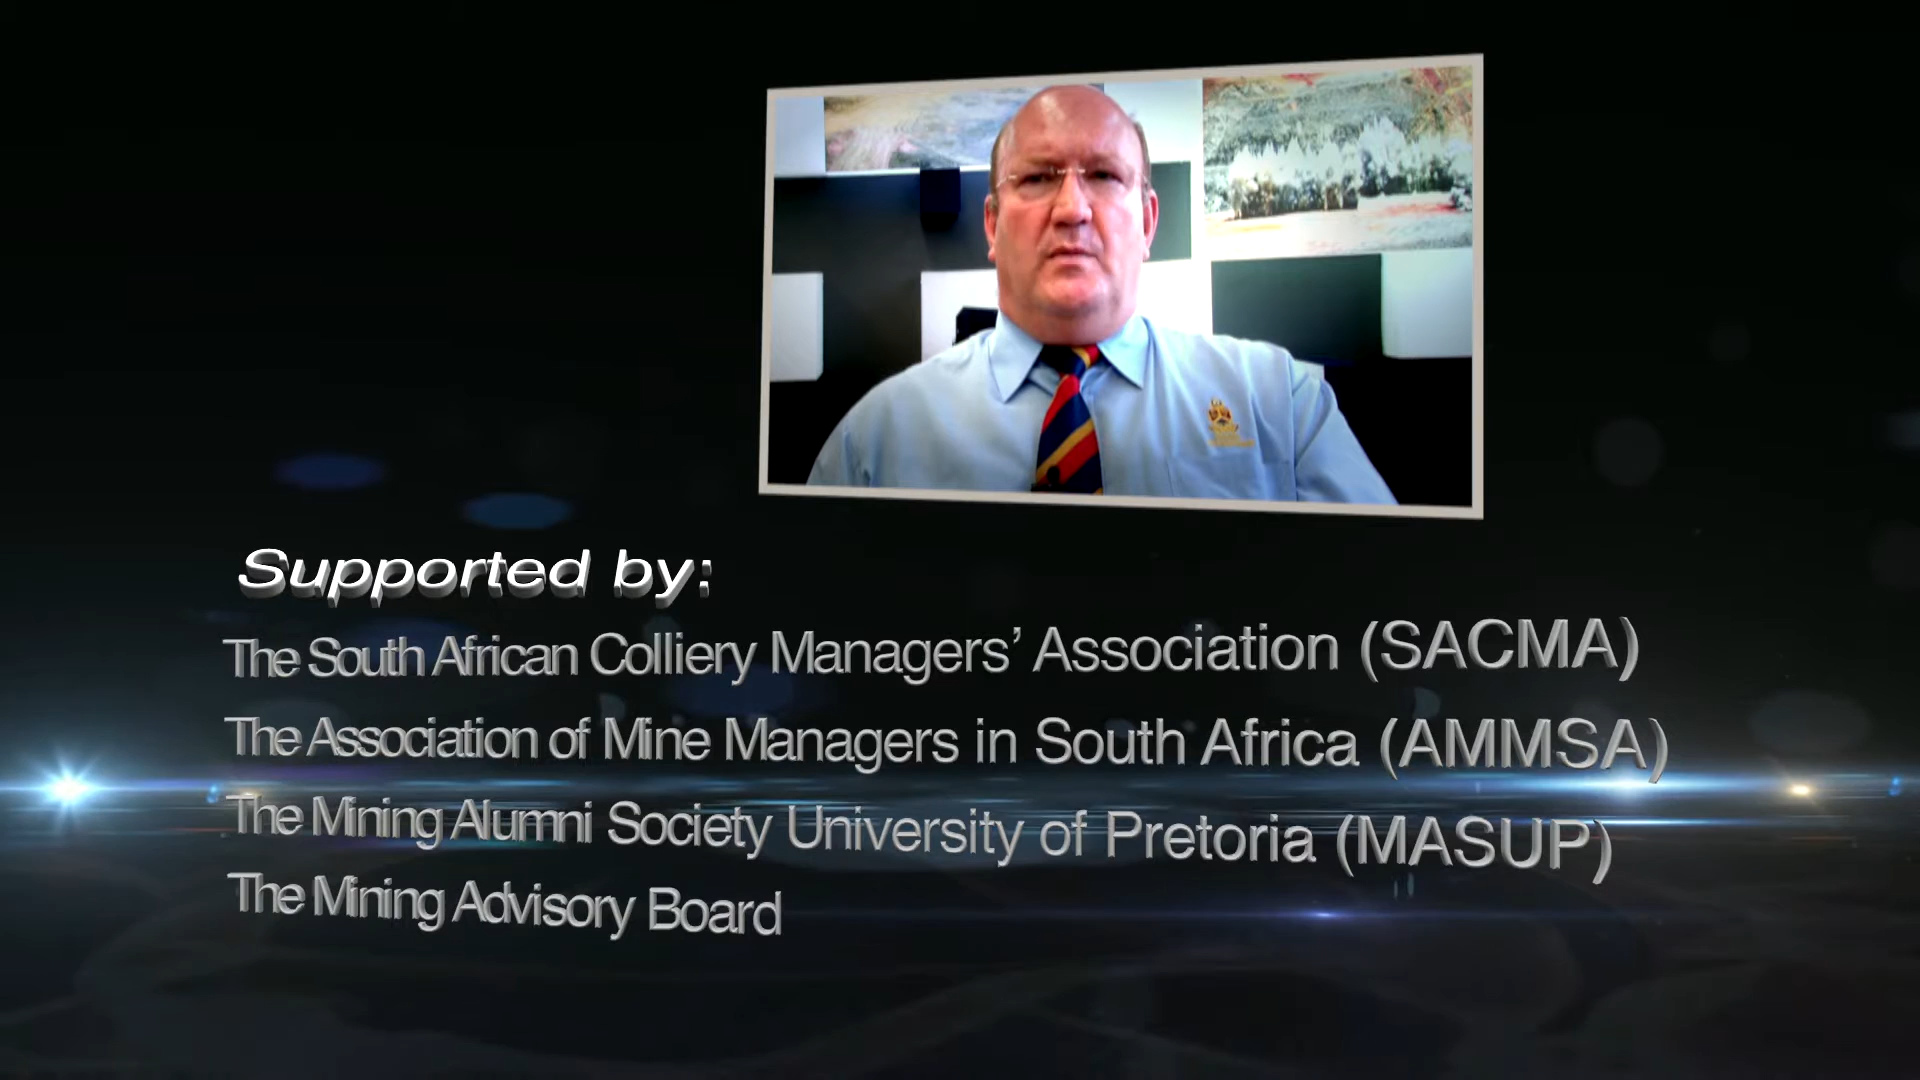 Supported by:
The South African Colliery Managers’ Association (SACMA)
The Association of Mine Managers in South Africa (AMMSA)
The Mining Alumni Society University of Pretoria (MASUP)
The Mining Advisory Board